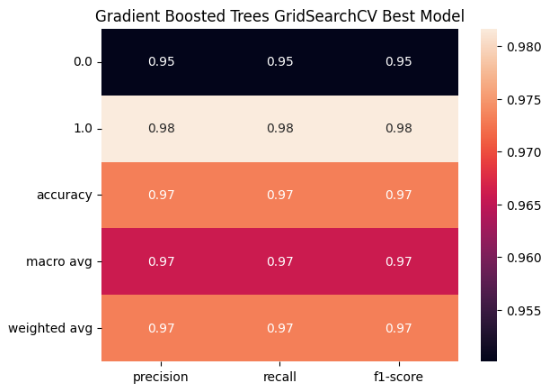 Gradient Boosted Trees GridSearchCV Best Model
0.0 0.95 0.95 0.95
1.0 0.98 0.98 0.98
accuracy 0.97 0.97 0.97
macro avg 0.97 0.97 0.97
weighted avg 0.97 0.97 0.97
precision recall f1-score
0.980
0.975
0.970
0.965
0.960
0.955